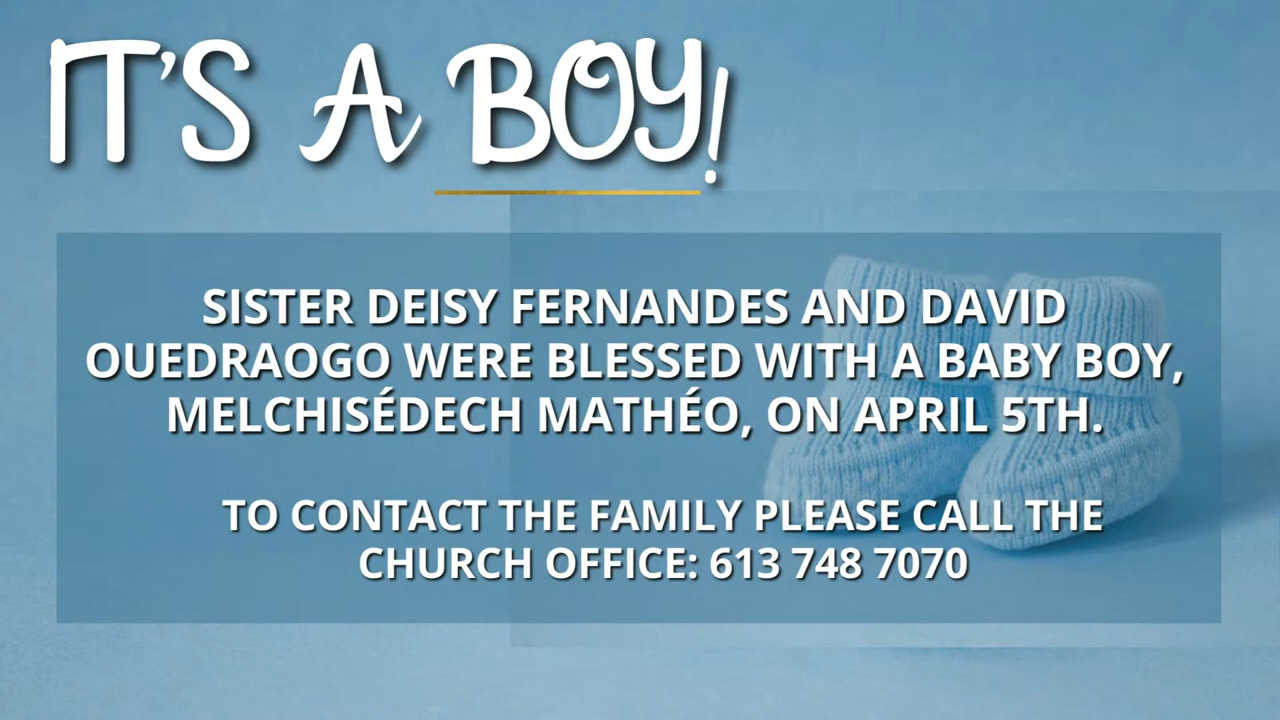 IT'S A BOY!
SISTER DEISY FERNANDES AND DAVID
OUEDRAOGO WERE BLESSED WITH A BABY BOY,
MELCHISÉDECH MATHÉO, ON APRIL 5TH.
TO CONTACT THE FAMILY PLEASE CALL THE
CHURCH OFFICE: 613 748 7070